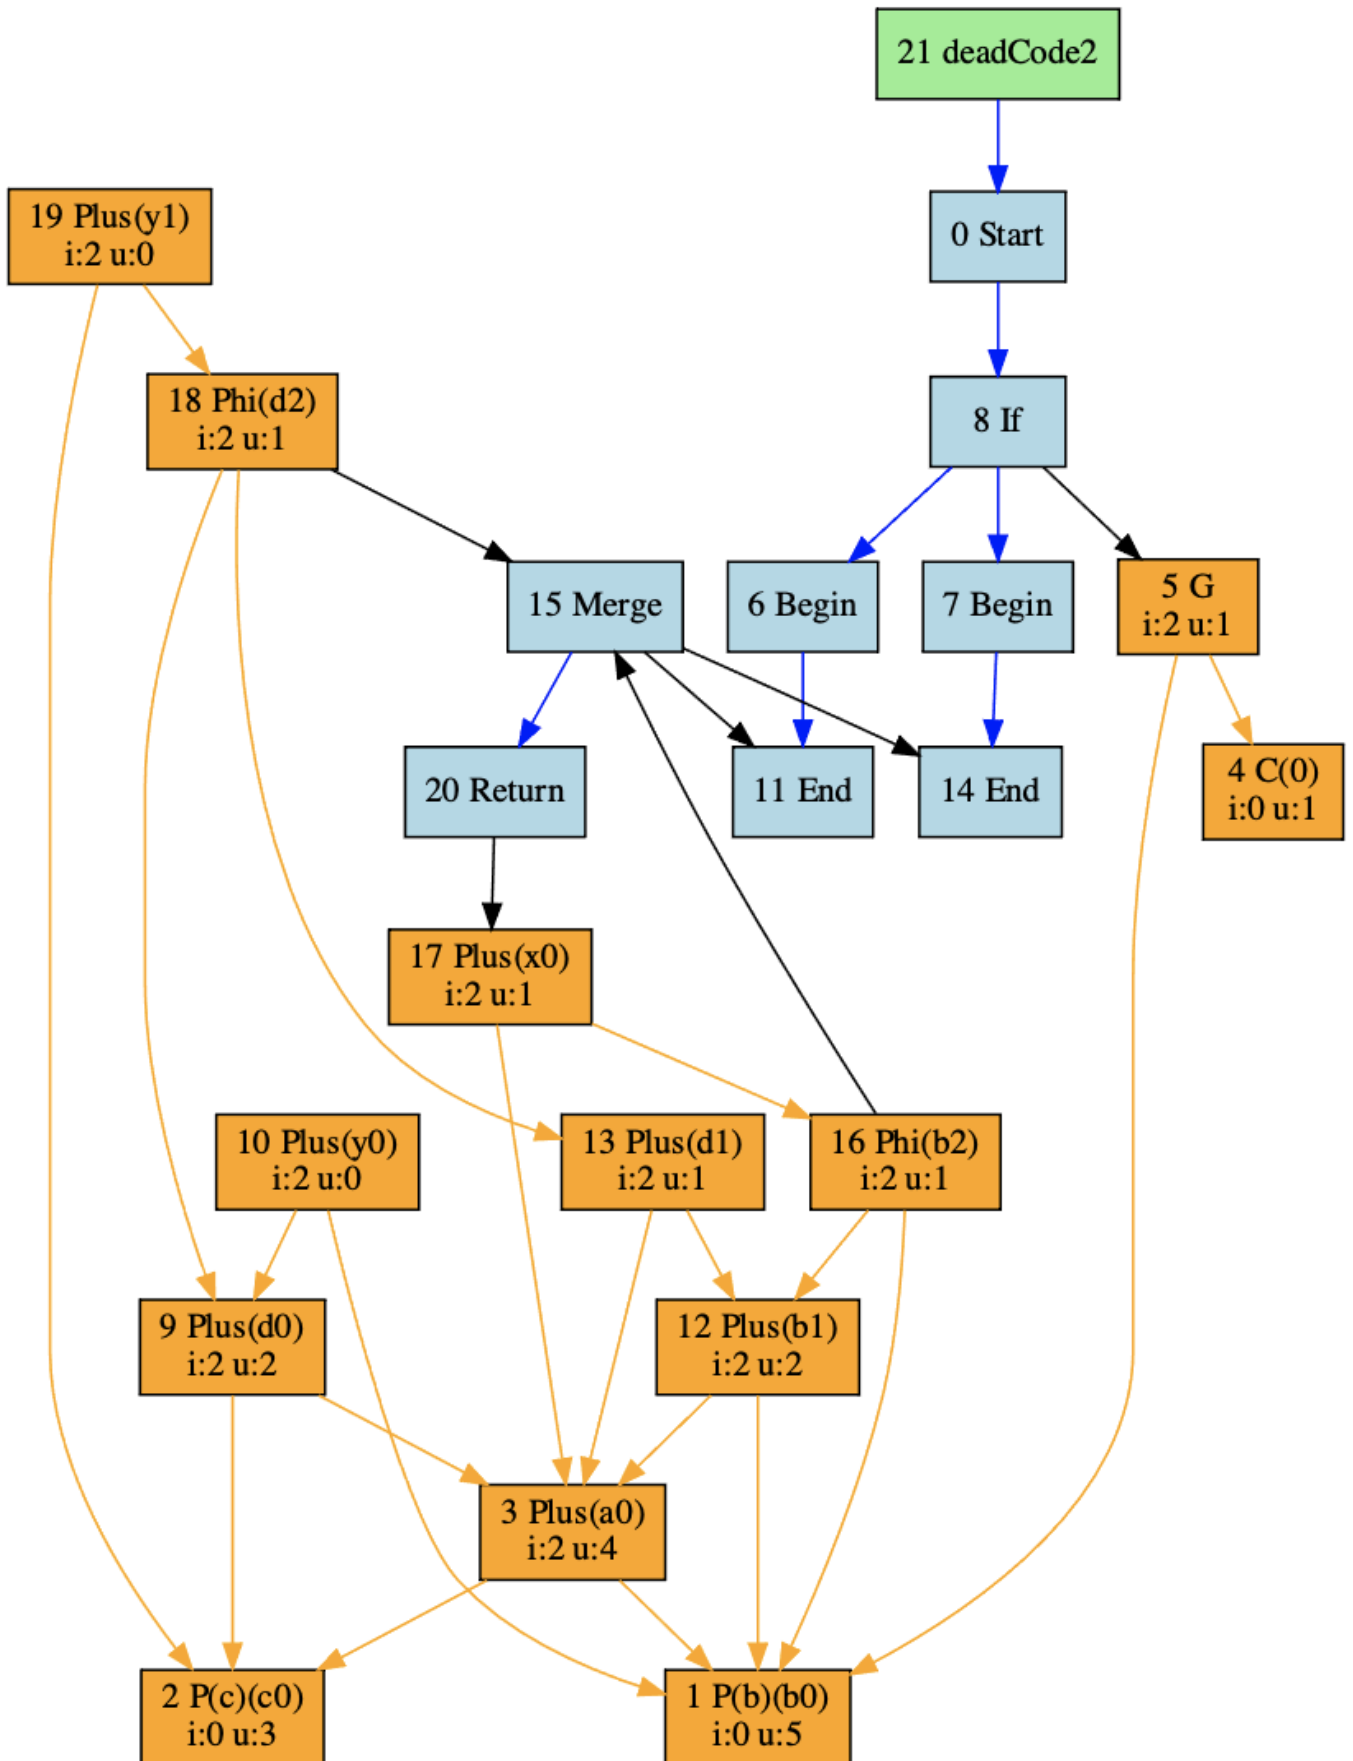 21 deadCode2
19 Plus(y1)
i:2 u:0
0 Start
18 Phi(d2)
i:2 u:1
8 If
15 Merge
6 Begin
7 Begin
5 G
i:2 u:1
20 Return
11 End
14 End
4 C(0)
i:0 u:1
17 Plus(x0)
i:2 u:1
10 Plus(y0)
i:2 u:0
13 Plus(d1)
i:2 u:1
16 Phi(b2)
i:2 u:1
9 Plus(d0)
i:2 u:2
12 Plus(b1)
i:2 u:2
3 Plus(a0)
i:2 u:4
2 P(c)(c0)
i:0 u:3
1 P(b)(b0)
i:0 u:5